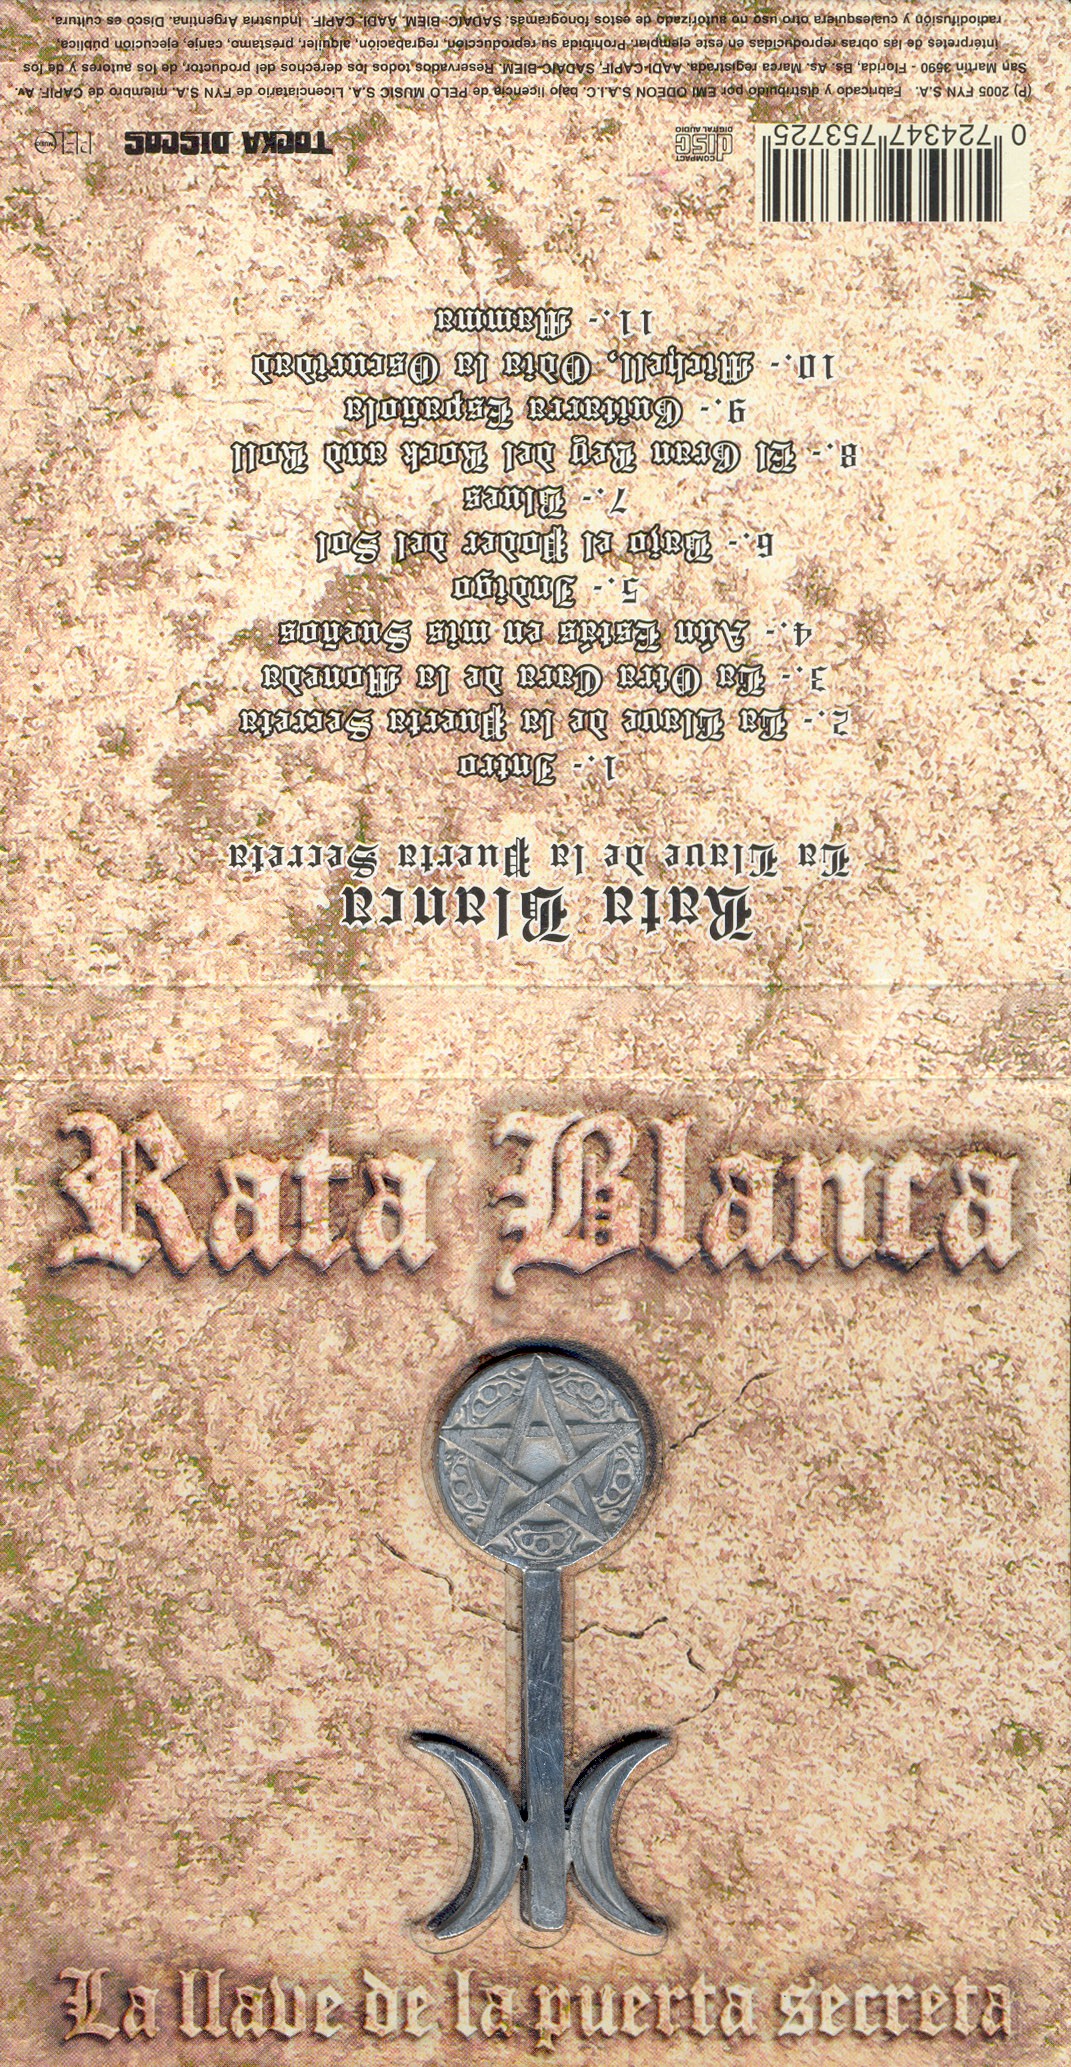 Rata Blanca
La llave de la puerta secreta
Rata Blanca
La Llave de la Puerta Secreta
1.- Intro
2.- La Llave de la Puerta Secreta
3.- La Otra Cara de la Moneda
4.- Aún Estás en mis Sueños
5.- Indigo
6.- Bajo el Poder del Sol
7.- Blues
8.- El Gran Rey del Rock and Roll
9.- Guitarra Española
10.- Michell, Odia la Oscuridad
11.- Mamma
0 724347 753725
COMPACT disc DIGITAL AUDIO
TOCKA DISCOS
PELO MUSIC
(P) 2005 FYN S.A. Fabricado y distribuido por EMI ODEON S.A.I.C. bajo licencia de PELO MUSIC S.A. Licenciatario de FYN S.A. miembro de CAPIF. Av.
San Martín 3590 - Florida, Bs. As. Marca registrada. AADI-CAPIF, SADAIC-BIEM. Reservados todos los derechos del productor, de los autores y de los
intérpretes de las obras reproducidas en este ejemplar. Prohibida su reproducción, regrabación, alquiler, préstamo, canje, ejecución pública,
radiodifusión y cualesquiera otro uso no autorizado de estos fonogramas. SADAIC. BIEM. AADI. CAPIF. Industria Argentina. Disco es cultura.